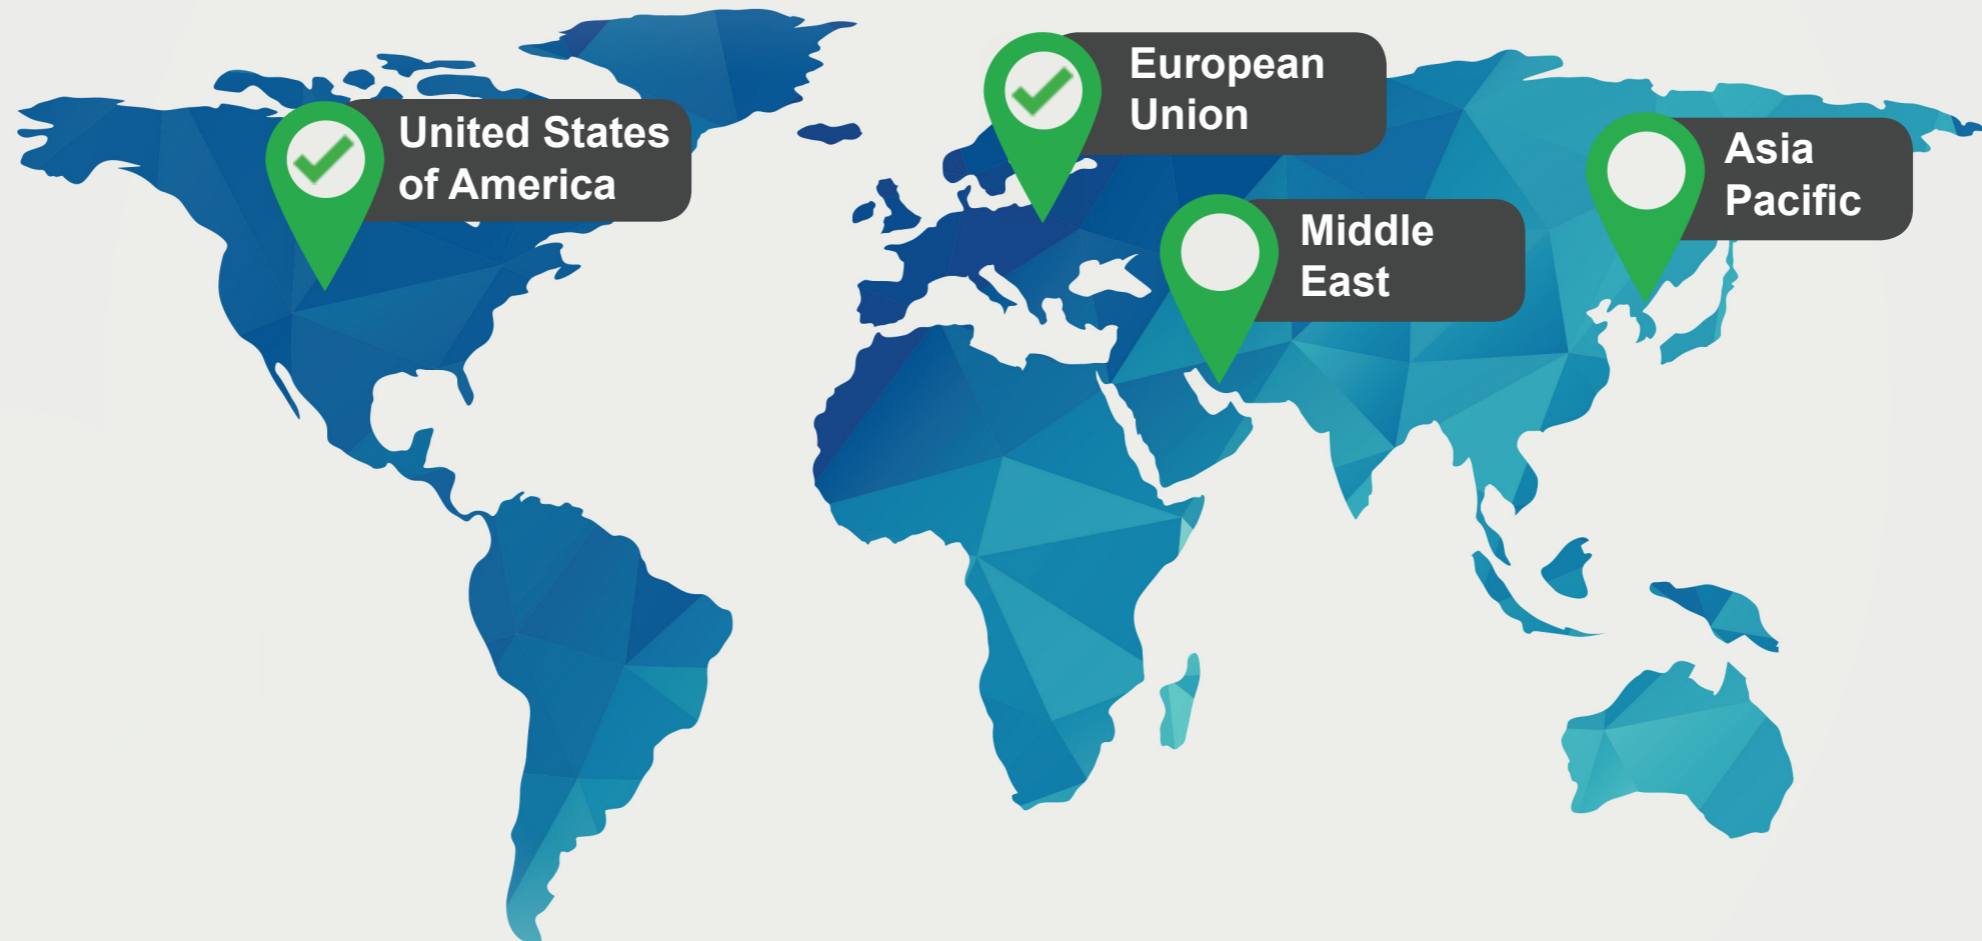 United States
of America
European
Union
Middle
East
Asia
Pacific